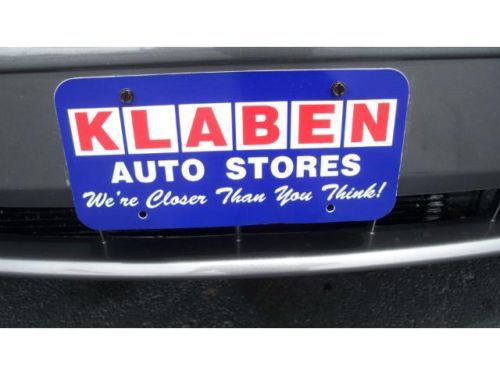 KLABEN
AUTO STORES
We're Closer Than You Think!